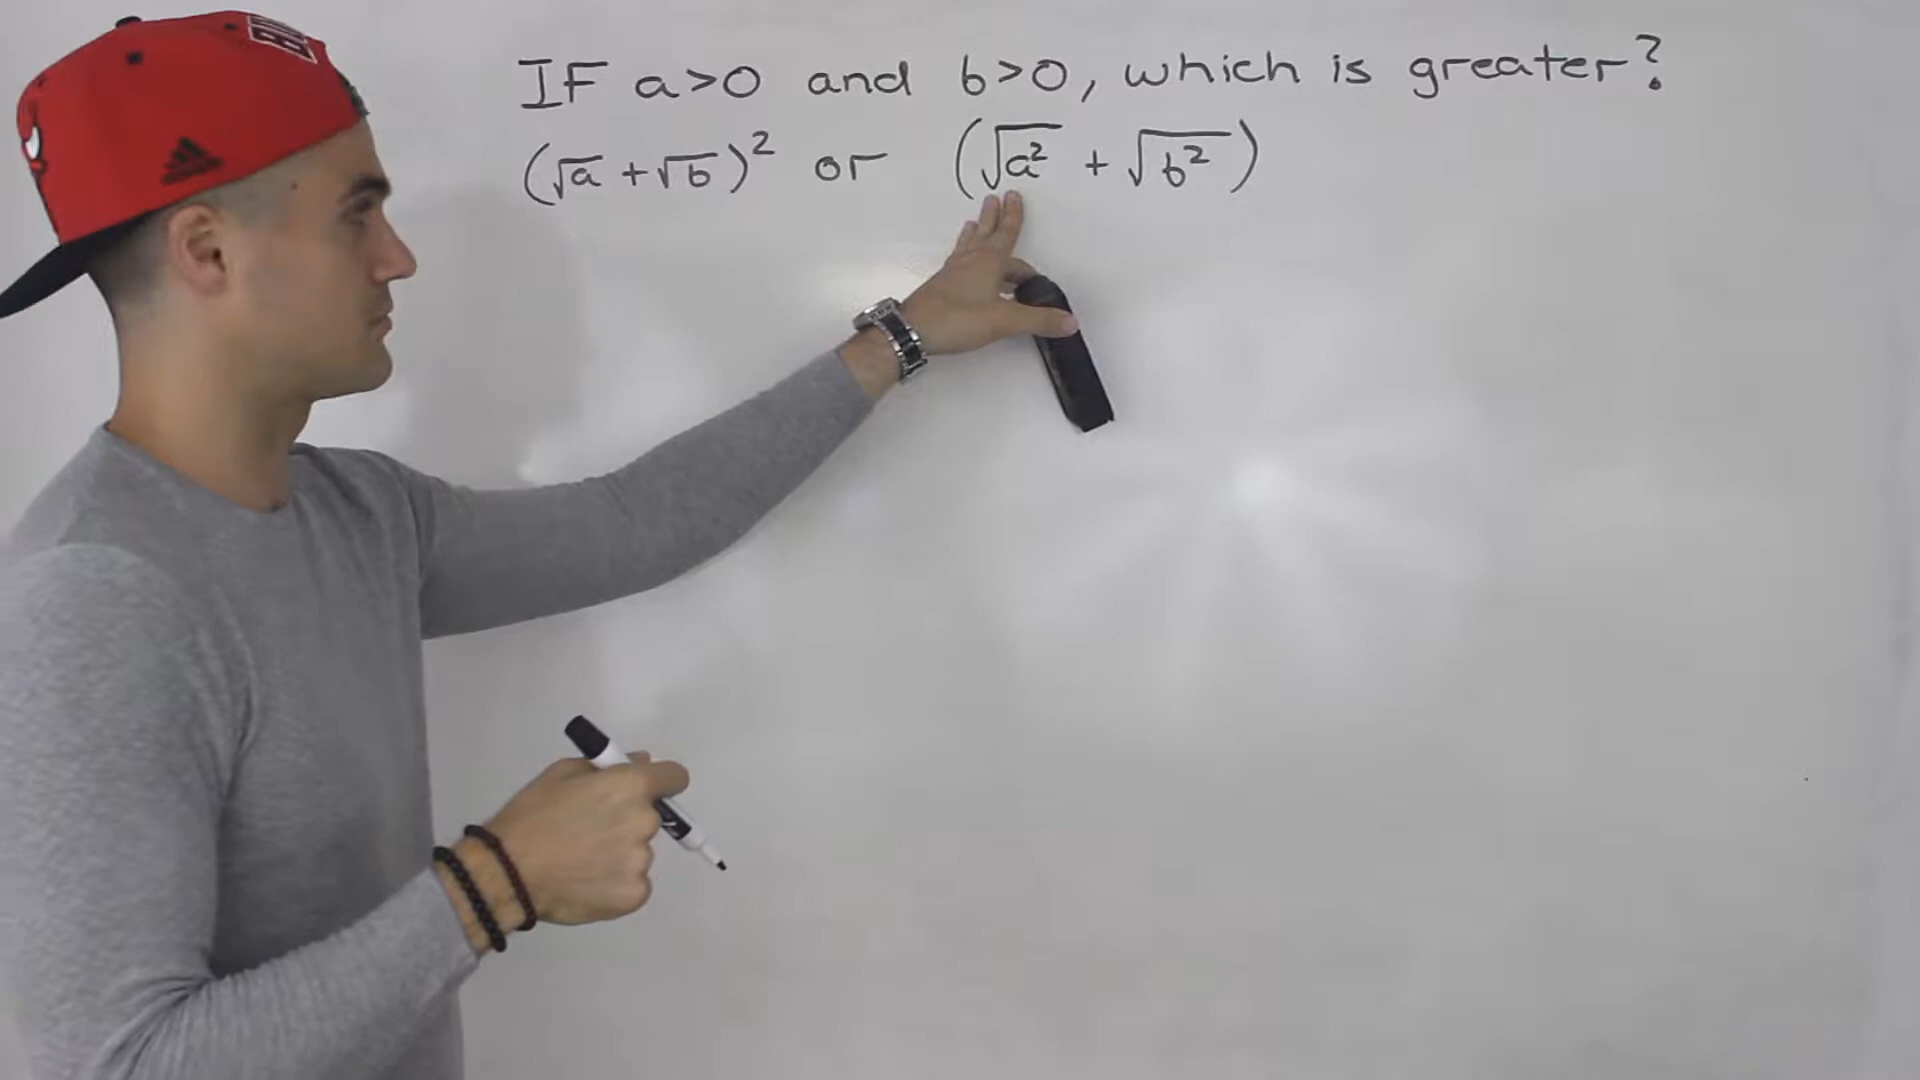 IF a>0 and b>0, which is greater?
(√a + √b)² or (√a² + √b²)